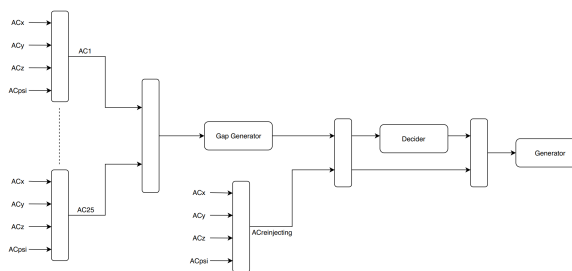 ACx
ACy
ACz
ACpsi
AC1
ACx
ACy
ACz
ACpsi
AC25
Gap Generator
ACx
ACy
ACz
ACpsi
ACreinjecting
Decider
Generator